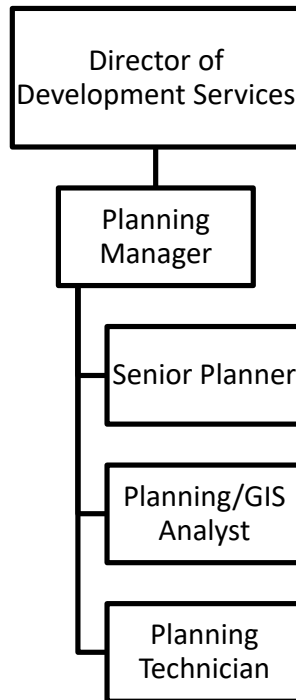 Director of
Development Services
Planning
Manager
Senior Planner
Planning/GIS
Analyst
Planning
Technician